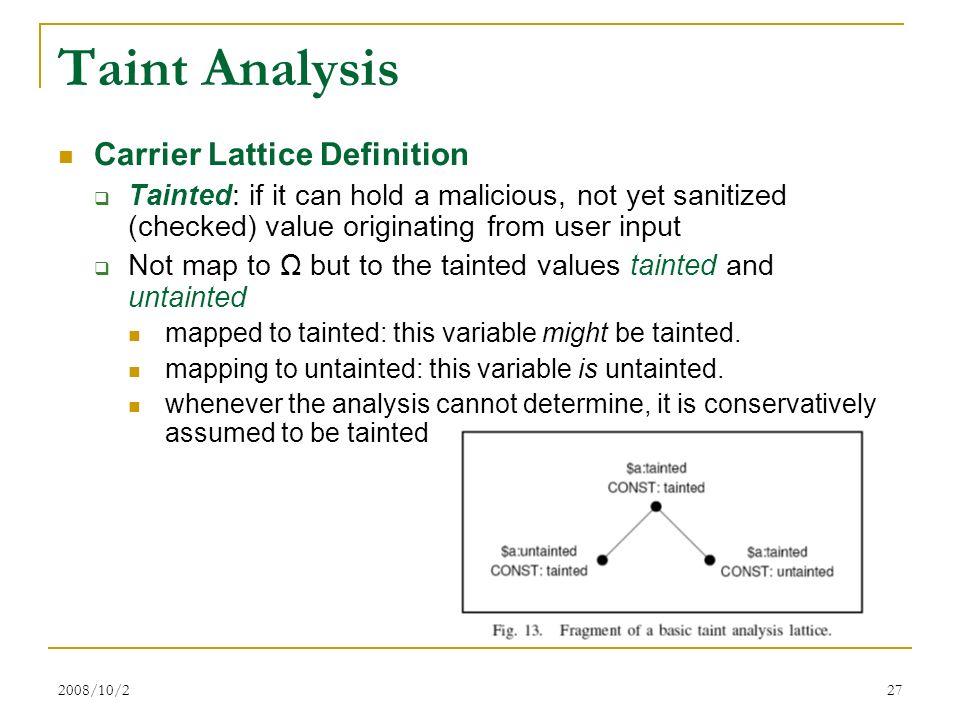 Taint Analysis
Carrier Lattice Definition
Tainted: if it can hold a malicious, not yet sanitized
(checked) value originating from user input
Not map to Ω but to the tainted values tainted and
untainted
mapped to tainted: this variable might be tainted.
mapping to untainted: this variable is untainted.
whenever the analysis cannot determine, it is conservatively
assumed to be tainted
$a:tainted
CONST: tainted
$a:untainted
CONST: tainted
$a:tainted
CONST: untainted
Fig. 13. Fragment of a basic taint analysis lattice.
2008/10/2
27